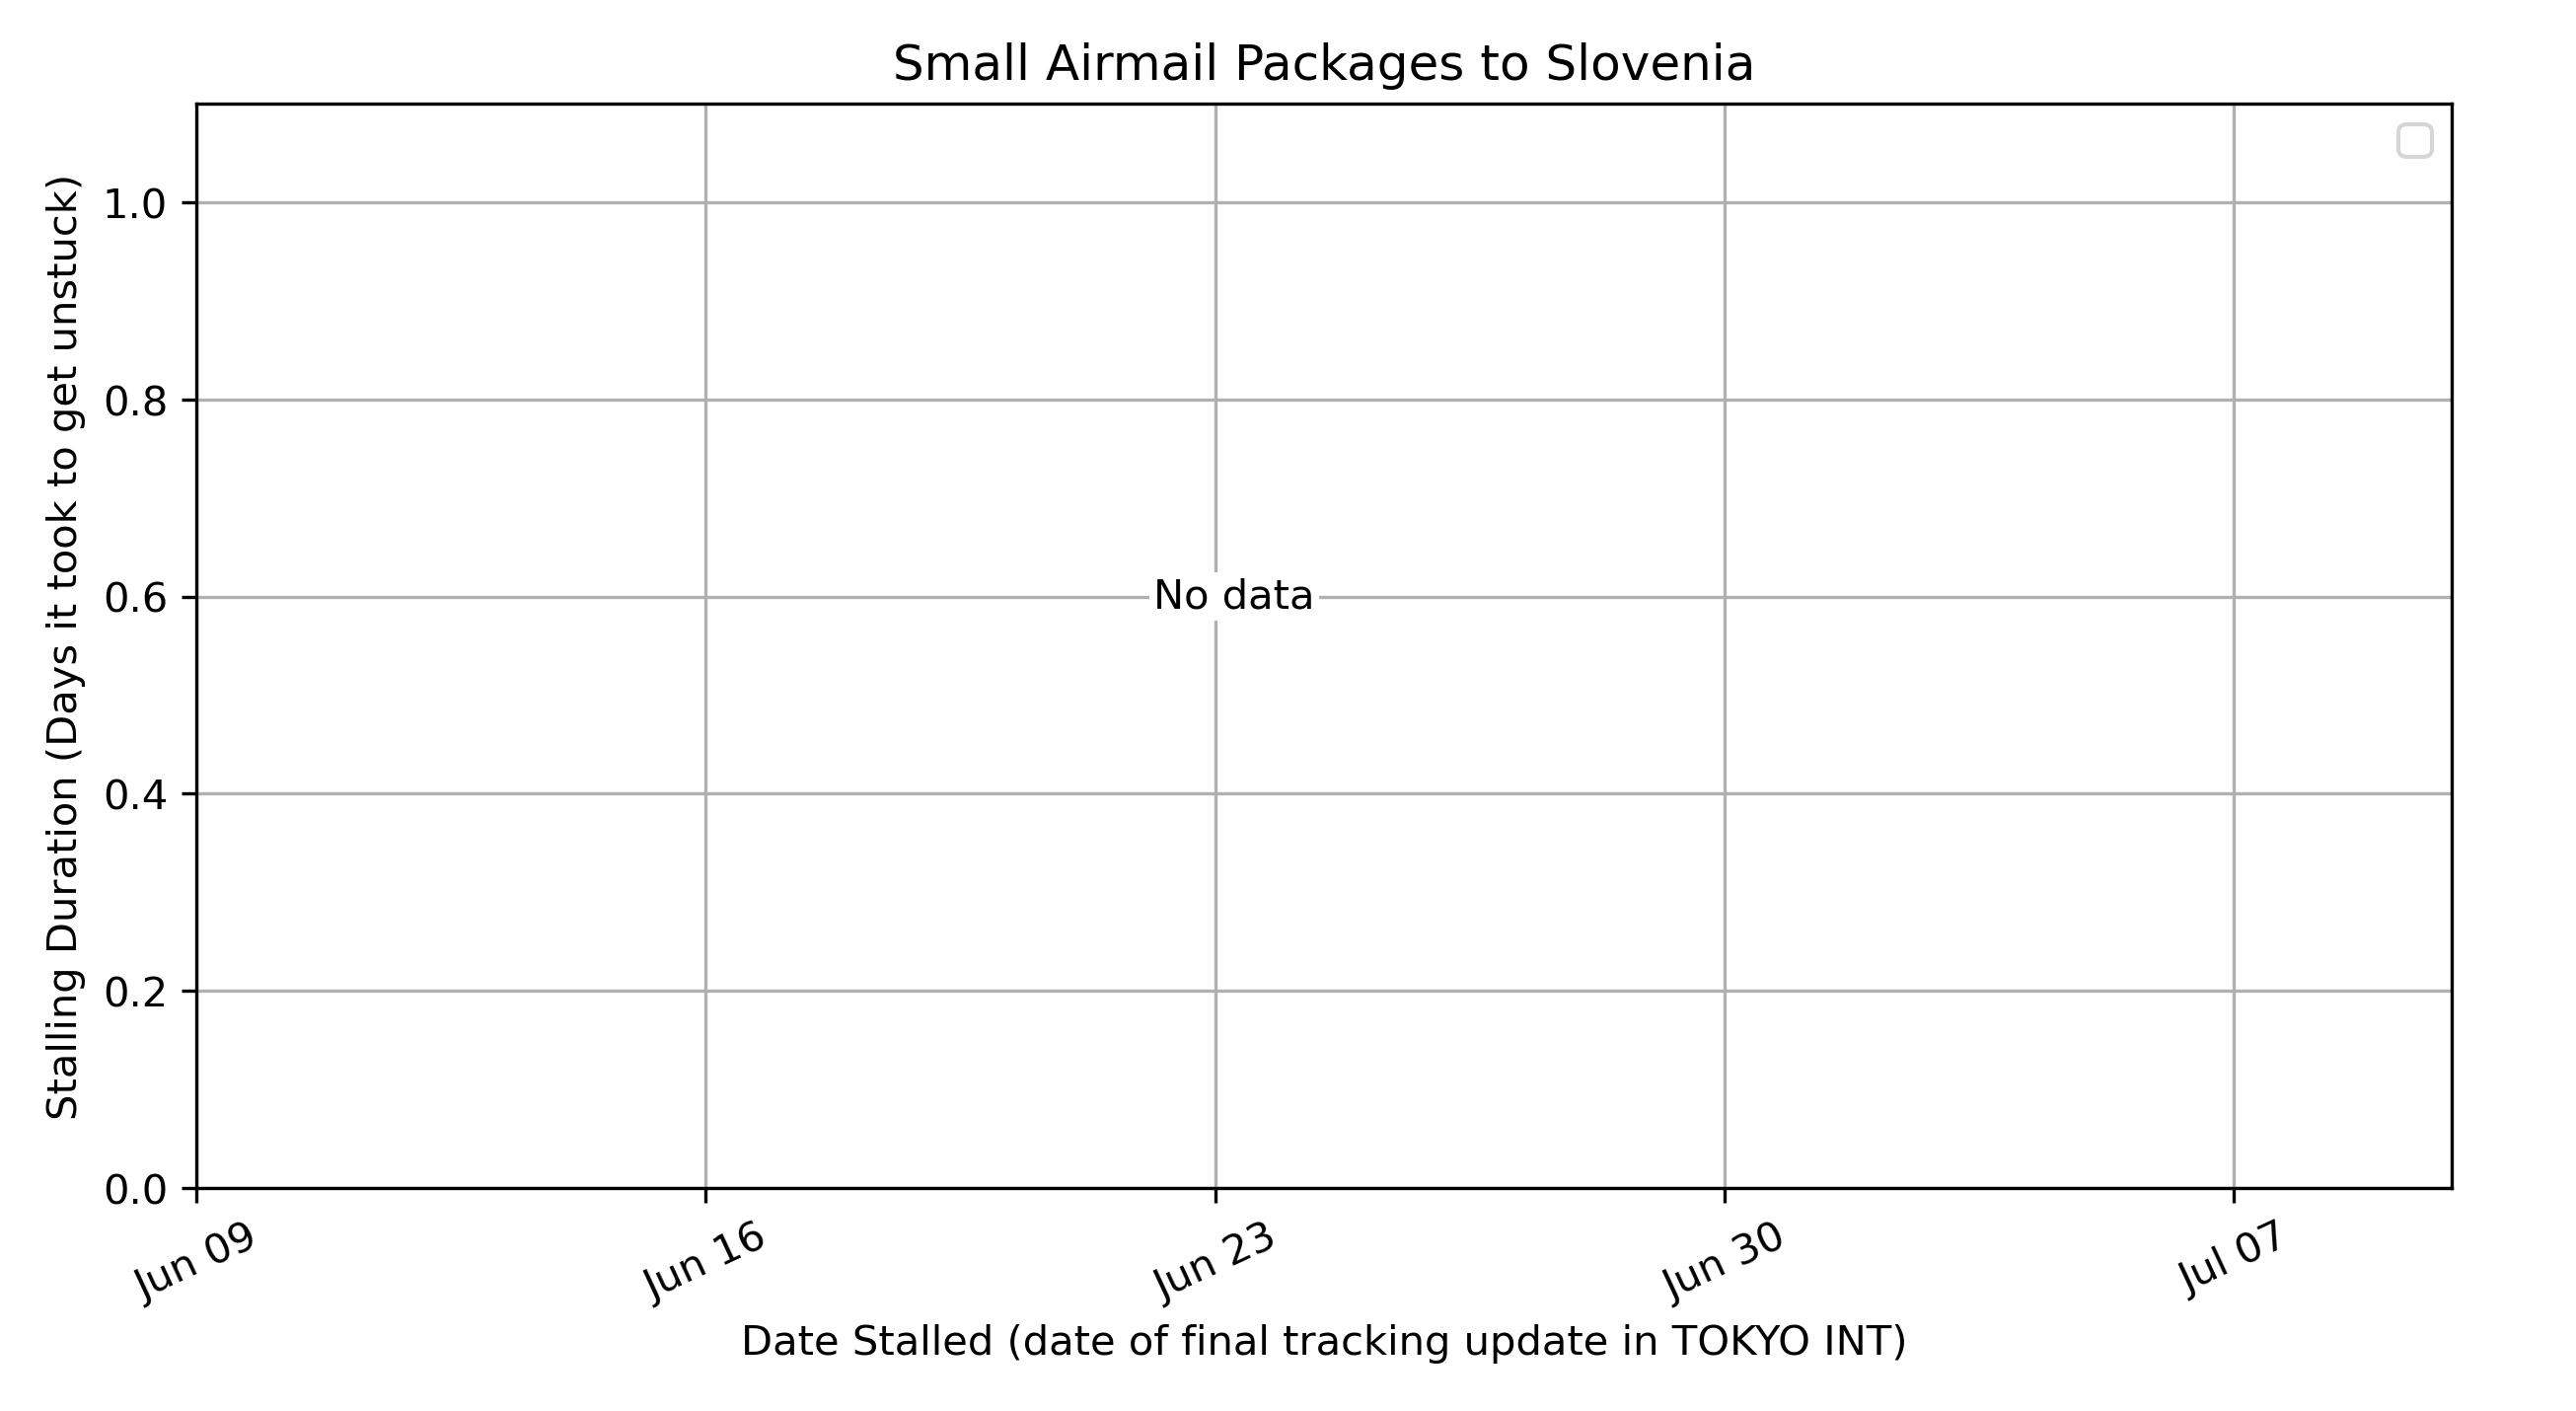 Small Airmail Packages to Slovenia
Stalling Duration (Days it took to get unstuck)
1.0
0.8
0.6
0.4
0.2
0.0
No data
Jun 09
Jun 16
Jun 23
Jun 30
Jul 07
Date Stalled (date of final tracking update in TOKYO INT)